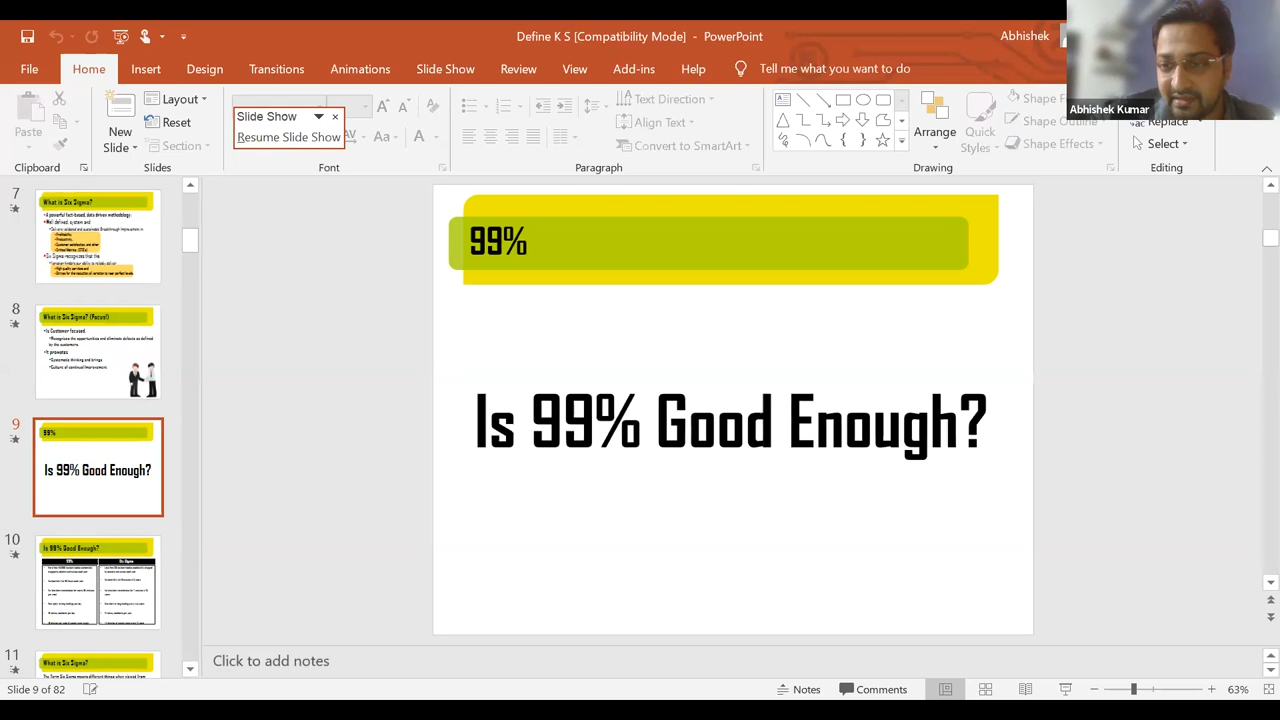 Define K S [Compatibility Mode] - PowerPoint
Abhishek
File Home Insert Design Transitions Animations Slide Show Review View Add-ins Help Tell me what you want to do
Abhishek Kumar
Paste
Clipboard
New
Slide
Layout
Reset
Section
Slides
Slide Show
Resume Slide Show
Font
Text Direction
Align Text
Convert to SmartArt
Paragraph
Arrange
Quick
Styles
Shape
Shape
Shape Effects
Drawing
Replace
Select
Editing
7
What is Six Sigma?
8
What is Six Sigma? (Focus!)
9
99%
Is 99% Good Enough?
10
Is 99% Good Enough?
99% Six Sigma
11
What is Six Sigma?
99%
Is 99% Good Enough?
Click to add notes
Slide 9 of 82
Notes
Comments
63%